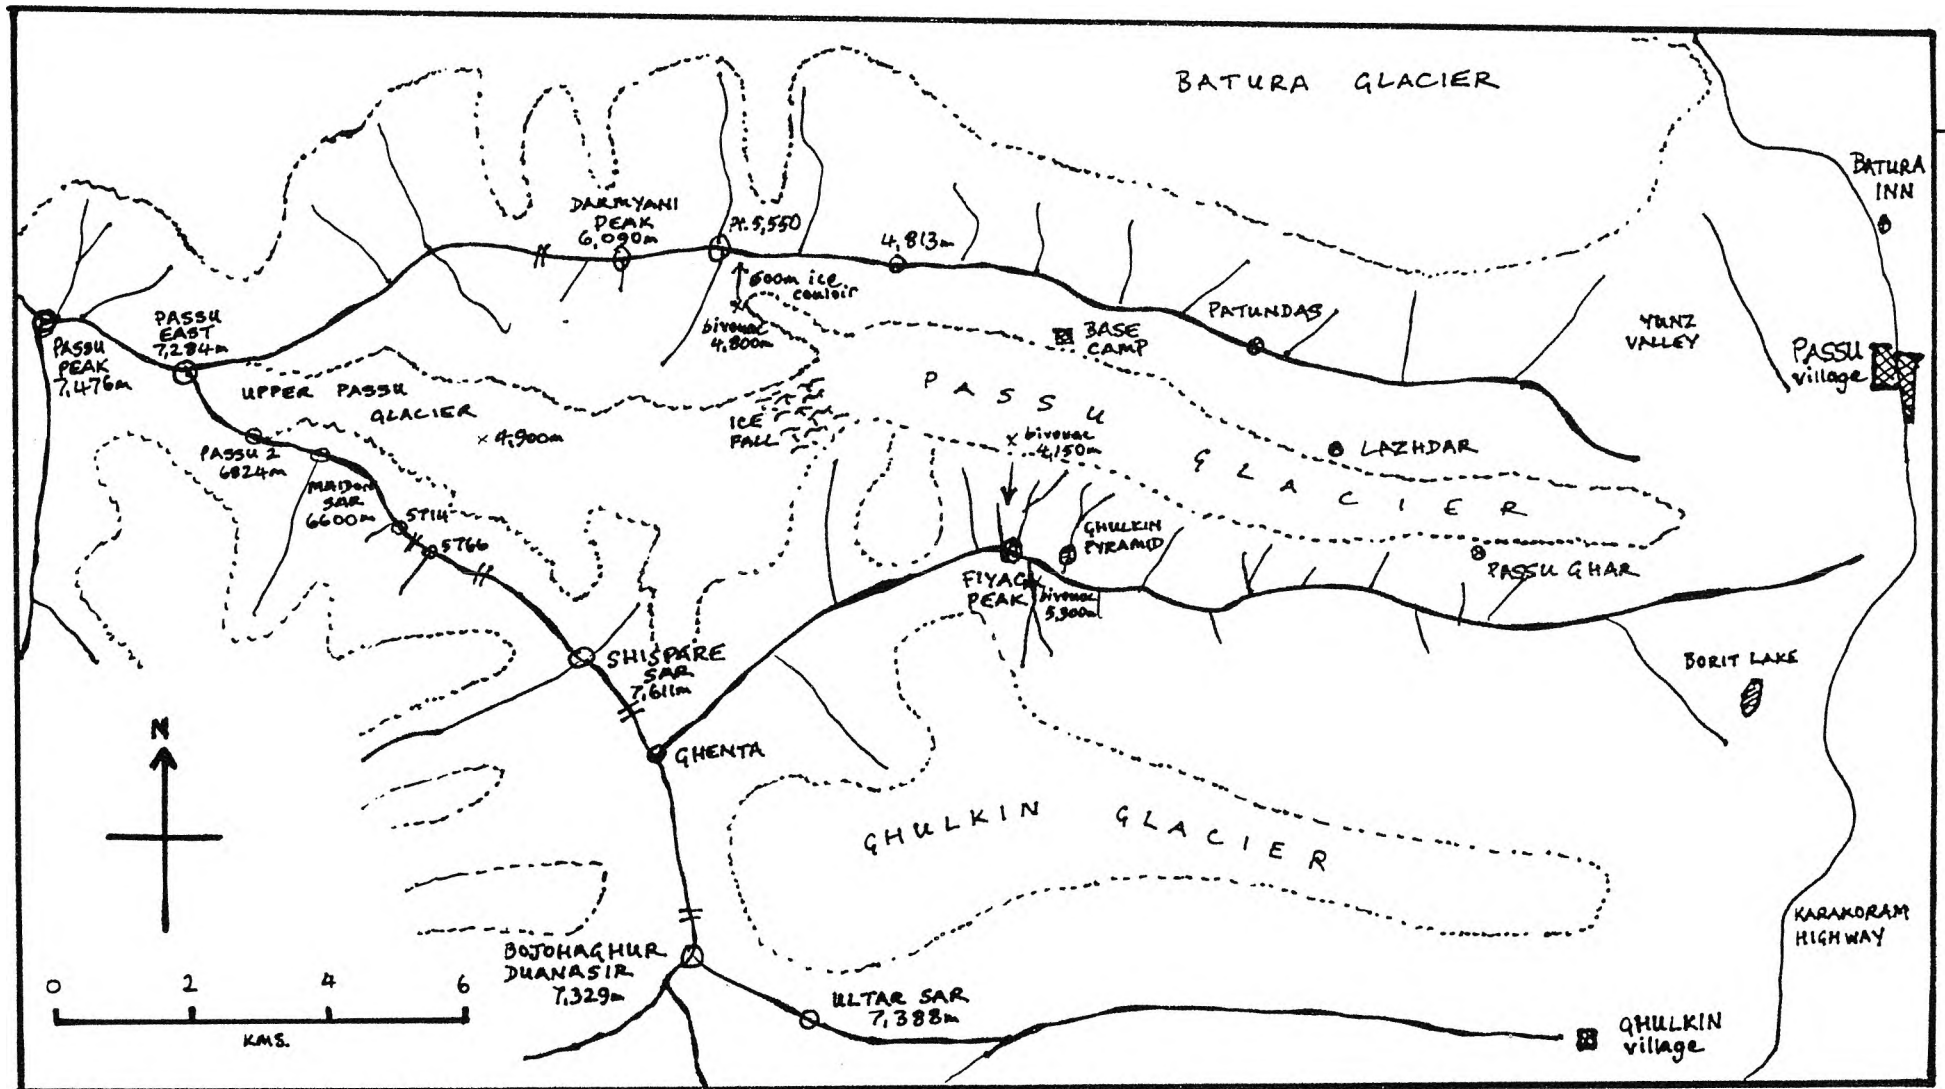 BATURA GLACIER
BATURA
INN
DARMYANI
PEAK
6,090m
Pt. 5,550
4,813m
600m ice
couloir
bivouac
4,800m
PASSU
EAST
7,284m
PASSU
PEAK
7,476m
UPPER PASSU
GLACIER
×4,900m
ICE
FALL
BASE
CAMP
PATUNDAS
YUNZ
VALLEY
PASSU
village
PASSU
GLACIER
bivouac
4,150m
LAZHDAR
PASSU 2
6824m
MAIDON
SAR
6600m
5714
5766
GHULKIN
PYRAMID
FIYACH
PEAK
bivouac
5,300m
PASSU GHAR
BORIT LAKE
SHISPARE
SAR
7,611m
GHENTA
N
GHULKIN GLACIER
KARAKORAM
HIGHWAY
BOJOHAGHUR
DUANASIR
7,329m
ULTAR SAR
7,388m
GHULKIN
village
0 2 4 6
KMS.